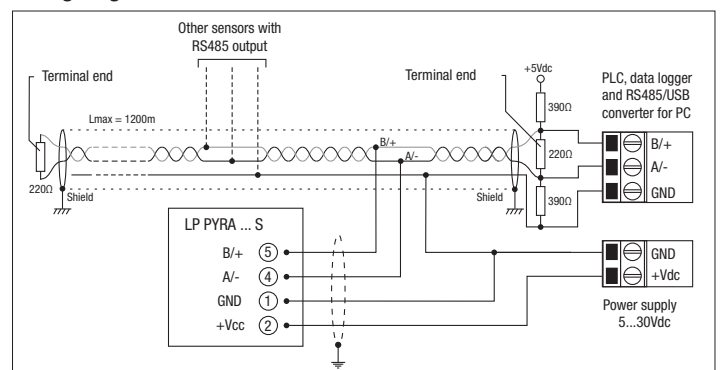 Other sensors with
RS485 output
Terminal end
Lmax = 1200m
220Ω
Shield
B/+
A/-
Terminal end
+5Vdc
390Ω
220Ω
390Ω
Shield
PLC, data logger
and RS485/USB
converter for PC
B/+
A/-
GND
LP PYRA ... S
B/+ 5
A/- 4
GND 1
+Vcc 2
GND
+Vdc
Power supply
5...30Vdc